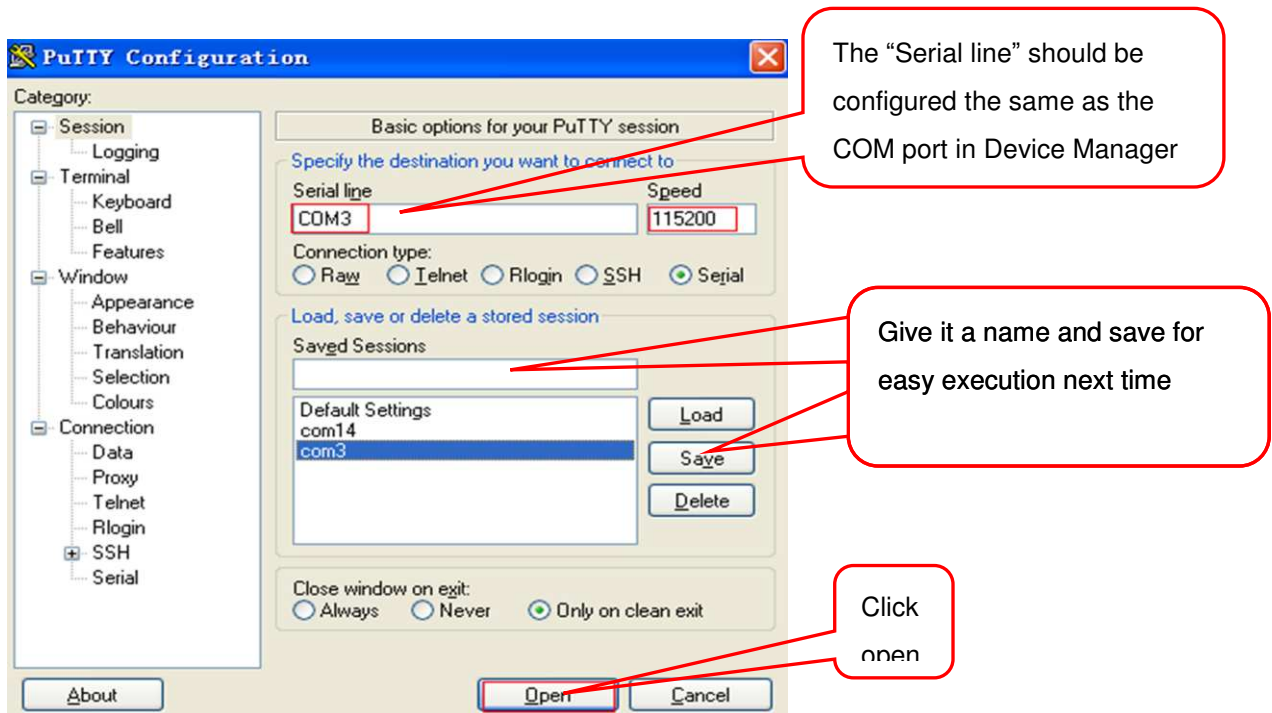 PuTTY Configuration
Category:
Session
Logging
Terminal
Keyboard
Bell
Features
Window
Appearance
Behaviour
Translation
Selection
Colours
Connection
Data
Proxy
Telnet
Rlogin
SSH
Serial
Basic options for your PuTTY session
Specify the destination you want to connect to
Serial line Speed
COM3 115200
Connection type:
Raw Telnet Rlogin SSH Serial
Load, save or delete a stored session
Saved Sessions
Default Settings
com14
com3
Load
Save
Delete
Close window on exit:
Always Never Only on clean exit
About Open Cancel
The “Serial line” should be
configured the same as the
COM port in Device Manager
Give it a name and save for
easy execution next time
Click
open